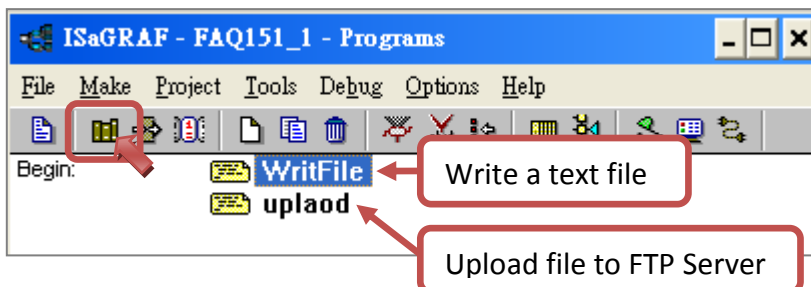 ISaGRAF - FAQ151_1 - Programs
File Make Project Tools Debug Options Help
Begin: WritFile Write a text file
uplaod
Upload file to FTP Server